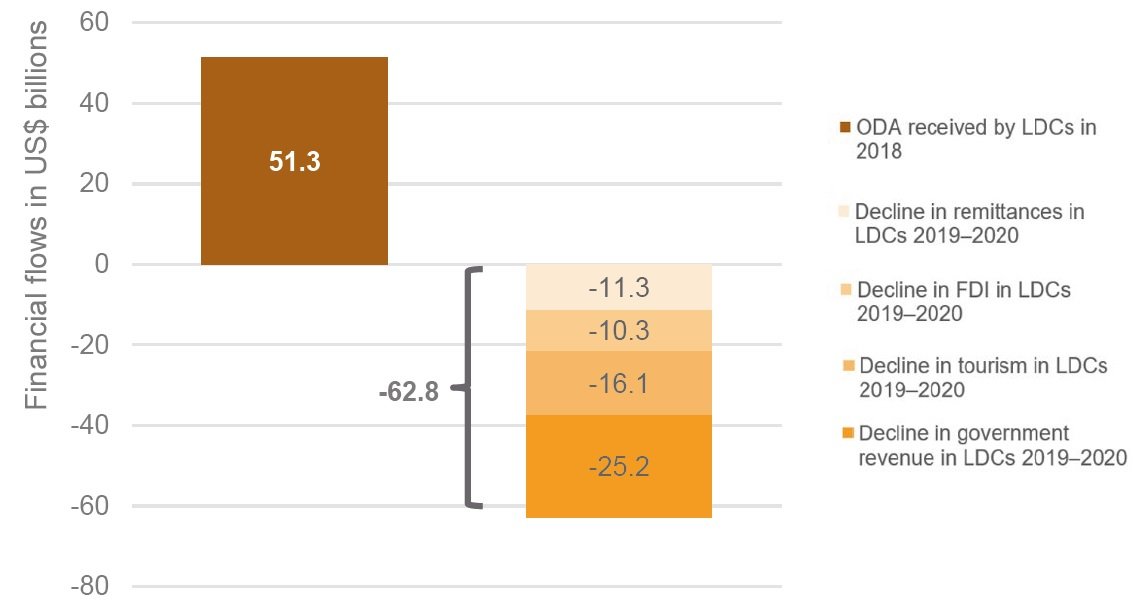 Financial flows in US$ billions
60
40
20
0
-20
-40
-60
-80
51.3
-62.8
-11.3
-10.3
-16.1
-25.2
ODA received by LDCs in
2018
Decline in remittances in
LDCs 2019–2020
Decline in FDI in LDCs
2019–2020
Decline in tourism in LDCs
2019–2020
Decline in government
revenue in LDCs 2019–2020